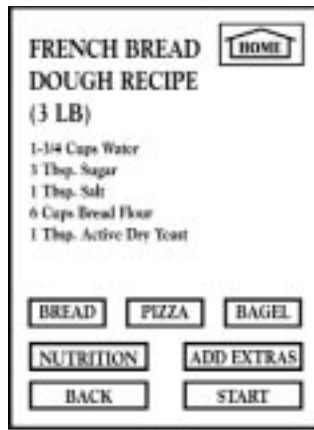 FRENCH BREAD HOME
DOUGH RECIPE
(3 LB)
1-3/4 Cups Water
3 Tbsp. Sugar
1 Tbsp. Salt
6 Cups Bread Flour
1 Tbsp. Active Dry Yeast
BREAD PIZZA BAGEL
NUTRITION ADD EXTRAS
BACK START